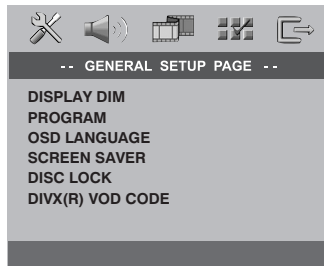 -- GENERAL SETUP PAGE --
DISPLAY DIM
PROGRAM
OSD LANGUAGE
SCREEN SAVER
DISC LOCK
DIVX(R) VOD CODE